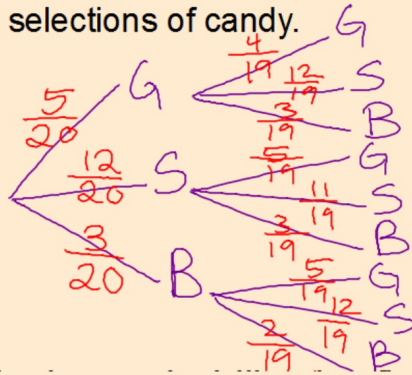 selections of candy.
G
4/19
12/19
S
3/19
B
5/20
G
5/19
G
12/20
S
11/19
S
3/19
B
3/20
B
5/19
G
12/19
S
2/19
B